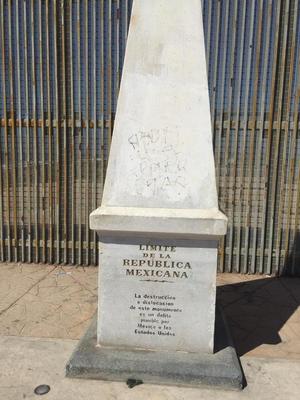 LIMITE
DE LA
REPUBLICA
MEXICANA
La destruccion
o dislocacion
de este monumento
es un delito
punible por
Mexico o los
Estados Unidos